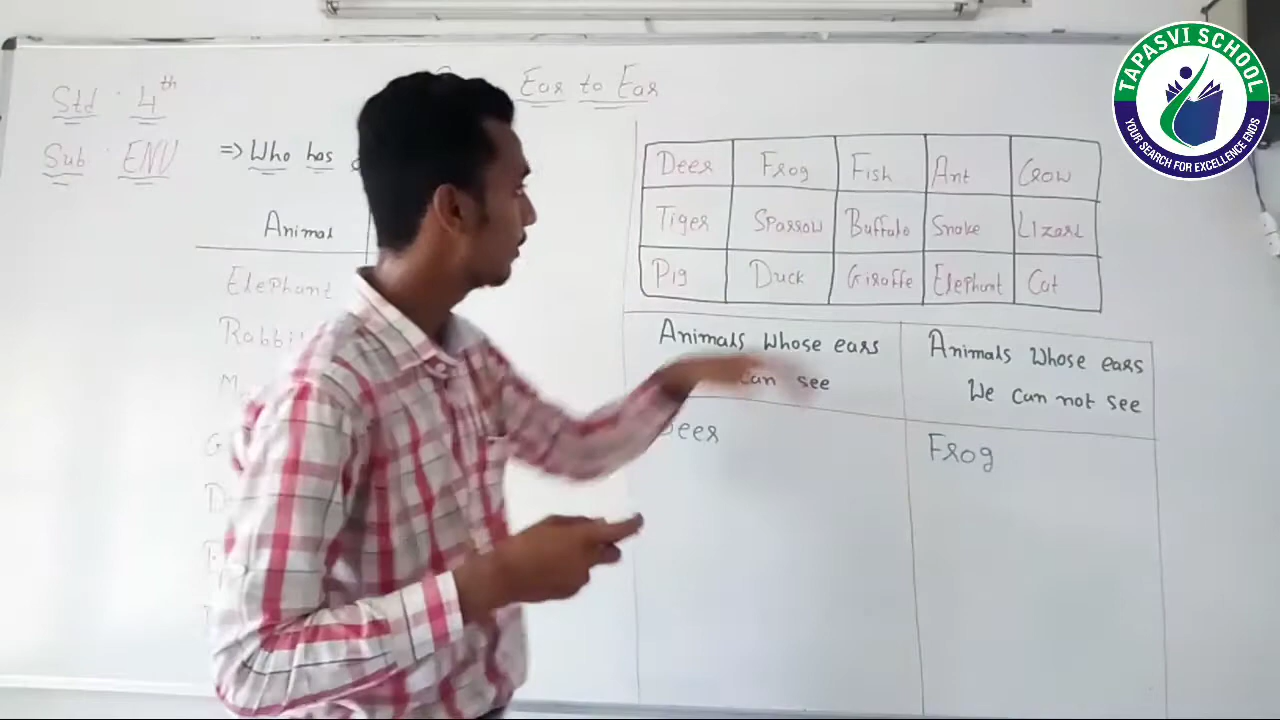 Std : 4th
Sub : ENV
Ear to Ear
=> Who has
Animal
Elephant
Deer Frog Fish Ant Crow
Tiger Sparrow Buffalo Snake Lizard
Pig Duck Giraffe Elephant Cat
Animals whose ears
can see
Animals whose ears
We can not see
Deer
Frog
TAPASVI SCHOOL
YOUR SEARCH FOR EXCELLENCE ENDS